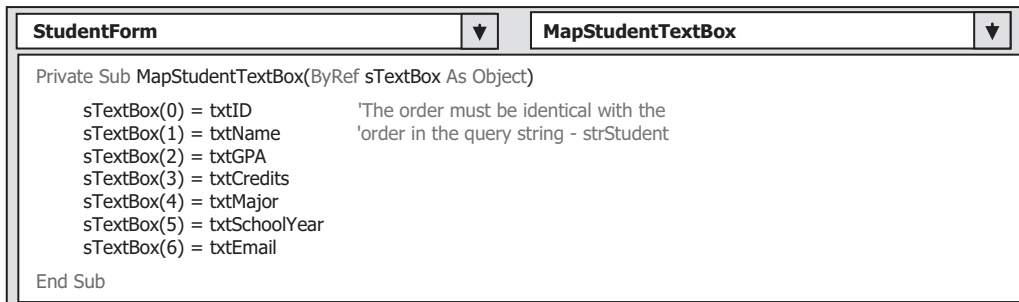 StudentForm MapStudentTextBox
Private Sub MapStudentTextBox(ByRef sTextBox As Object)
sTextBox(0) = txtID 'The order must be identical with the
sTextBox(1) = txtName 'order in the query string - strStudent
sTextBox(2) = txtGPA
sTextBox(3) = txtCredits
sTextBox(4) = txtMajor
sTextBox(5) = txtSchoolYear
sTextBox(6) = txtEmail
End Sub